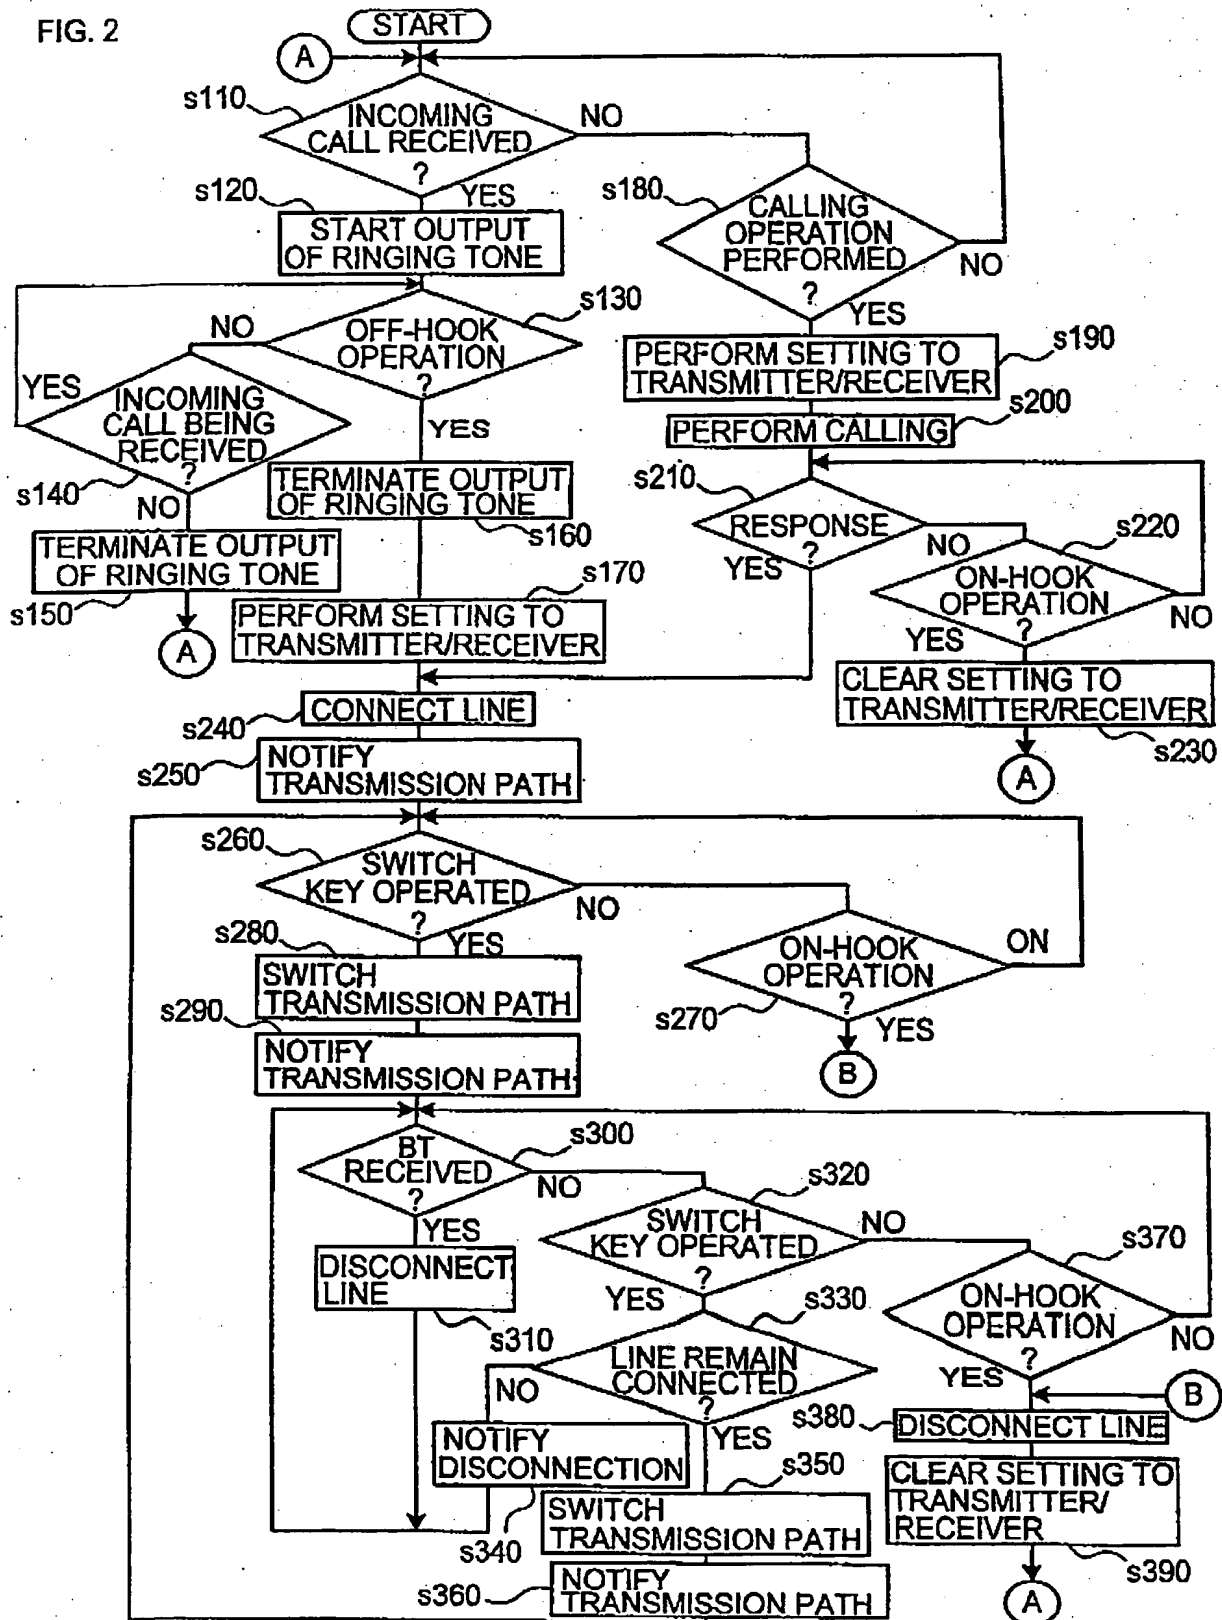 FIG. 2
START
A
s110
INCOMING
CALL RECEIVED
?
NO
YES
s120
START OUTPUT
OF RINGING TONE
s180
CALLING
OPERATION
PERFORMED
?
NO
YES
s130
OFF-HOOK
OPERATION
?
NO
YES
s190
PERFORM SETTING TO
TRANSMITTER/RECEIVER
s200
PERFORM CALLING
YES
INCOMING
CALL BEING
RECEIVED
?
s140
NO
TERMINATE OUTPUT
OF RINGING TONE
s160
s210
RESPONSE
?
NO
YES
s220
ON-HOOK
OPERATION
?
NO
YES
TERMINATE OUTPUT
OF RINGING TONE
s150
A
s170
PERFORM SETTING TO
TRANSMITTER/RECEIVER
CLEAR SETTING TO
TRANSMITTER/RECEIVER
s230
A
s240
CONNECT LINE
s250
NOTIFY
TRANSMISSION PATH
s260
SWITCH
KEY OPERATED
?
NO
YES
s280
SWITCH
TRANSMISSION PATH
ON-HOOK
OPERATION
?
ON
s270
YES
B
s290
NOTIFY
TRANSMISSION PATH
BT
RECEIVED
?
s300
NO
YES
DISCONNECT
LINE
s310
s320
SWITCH
KEY OPERATED
?
NO
YES
s370
ON-HOOK
OPERATION
?
NO
YES
s330
LINE REMAIN
CONNECTED
?
NO
YES
B
s380
DISCONNECT LINE
NOTIFY
DISCONNECTION
s340
s350
SWITCH
TRANSMISSION PATH
CLEAR SETTING TO
TRANSMITTER/
RECEIVER
s390
s360
NOTIFY
TRANSMISSION PATH
A